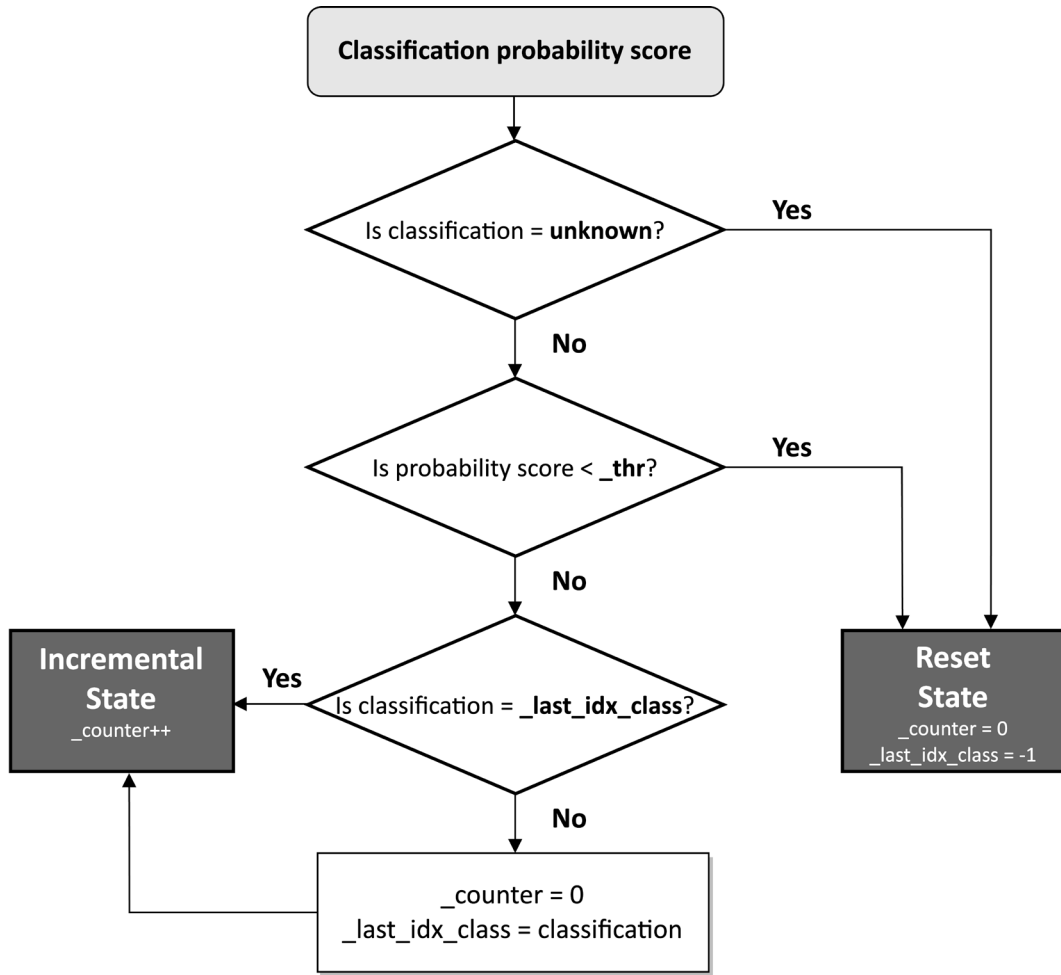 Classification probability score
Is classification = unknown?
Yes
No
Is probability score < _thr?
Yes
No
Is classification = _last_idx_class?
Yes
Incremental
State
_counter++
Reset
State
_counter = 0
_last_idx_class = -1
No
_counter = 0
_last_idx_class = classification